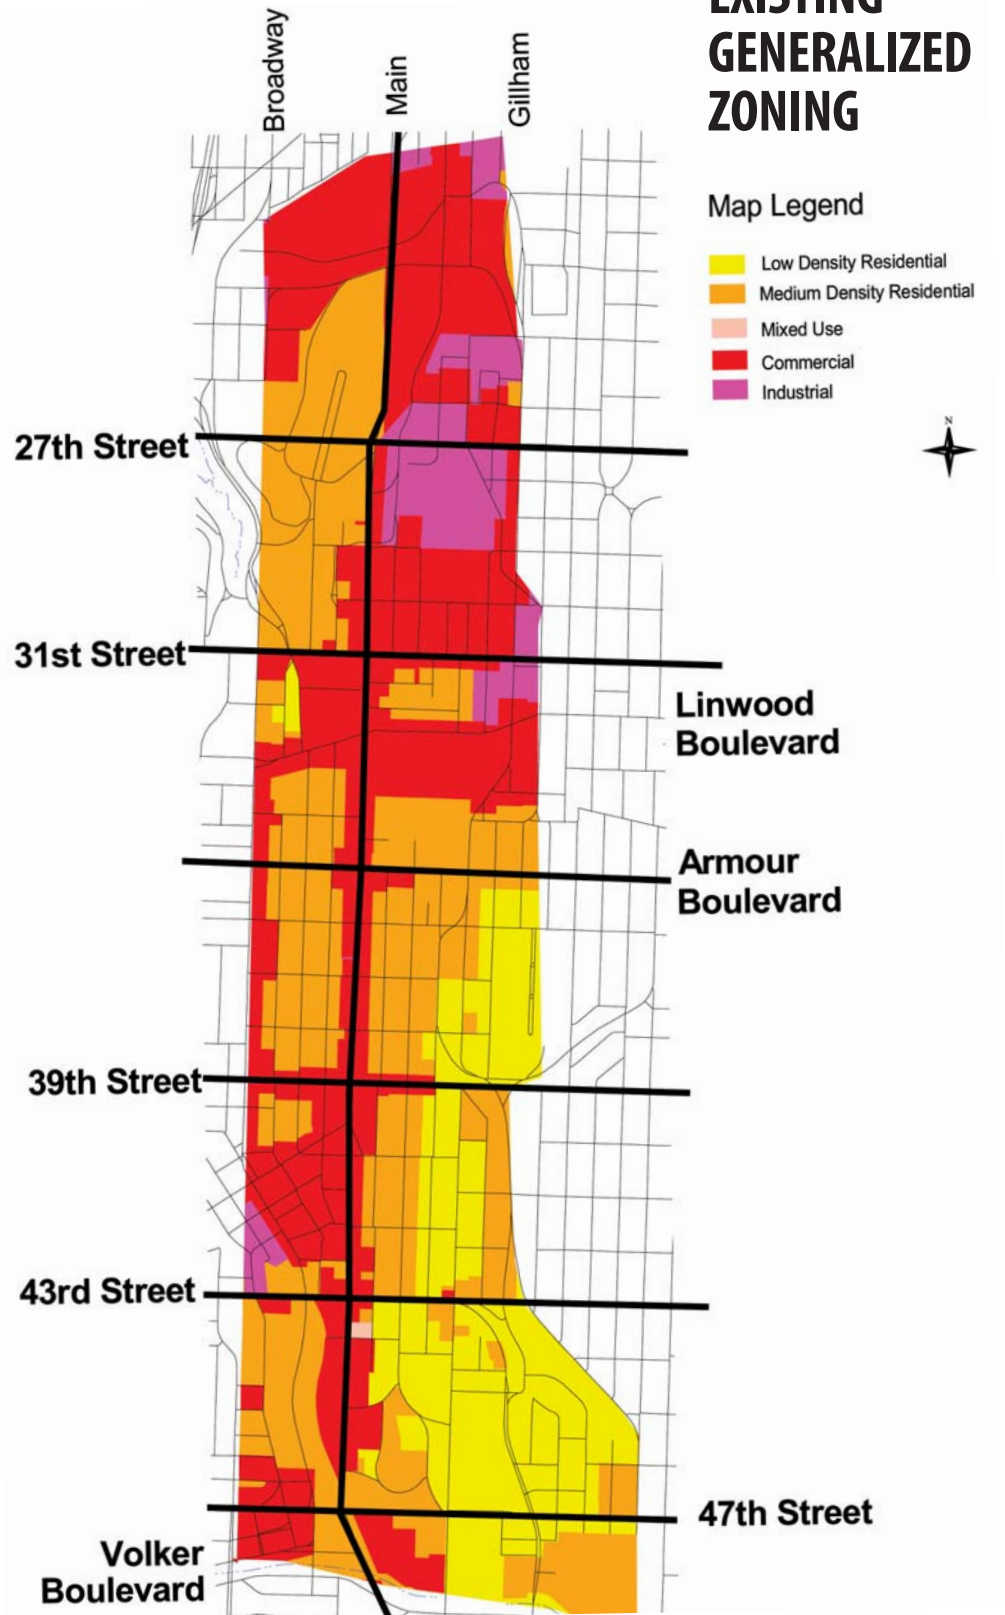 EXISTING
GENERALIZED
ZONING
Broadway
Main
Gillham
Map Legend
Low Density Residential
Medium Density Residential
Mixed Use
Commercial
Industrial
N
27th Street
31st Street
Linwood
Boulevard
Armour
Boulevard
39th Street
43rd Street
47th Street
Volker
Boulevard